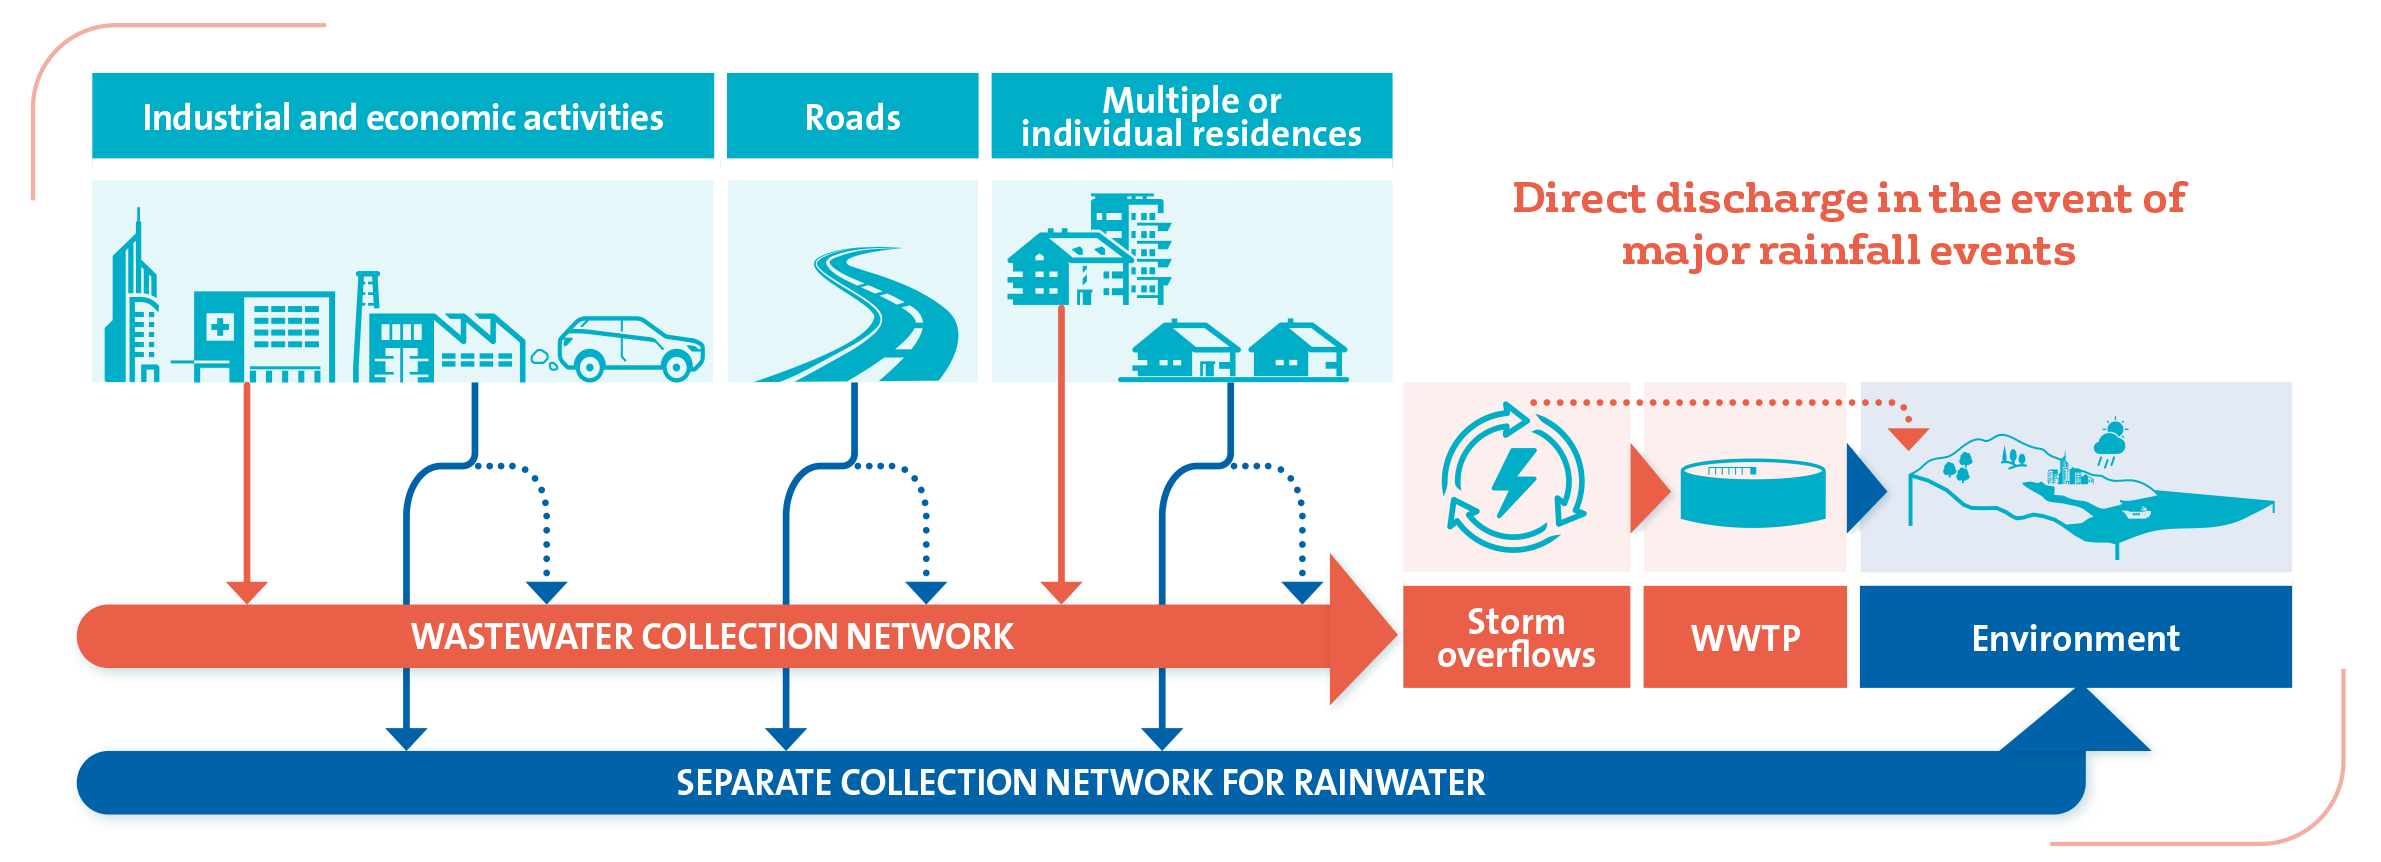 Industrial and economic activities
Roads
Multiple or
individual residences
Direct discharge in the event of
major rainfall events
WASTEWATER COLLECTION NETWORK
Storm
overflows
WWTP
Environment
SEPARATE COLLECTION NETWORK FOR RAINWATER